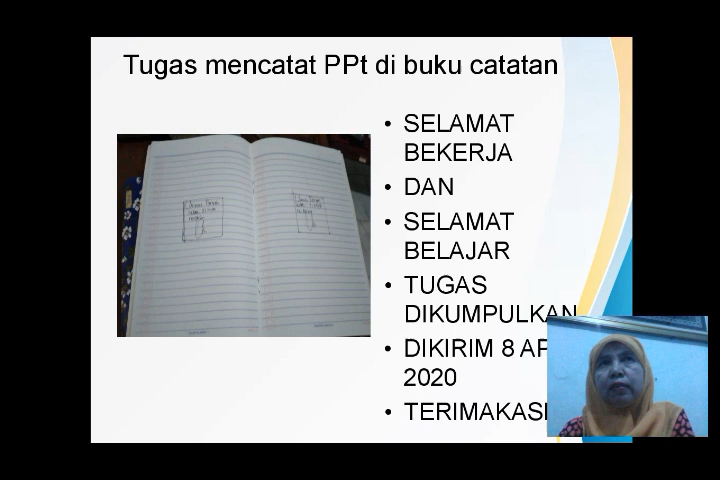 Tugas mencatat PPt di buku catatan
• SELAMAT
BEKERJA
• DAN
• SELAMAT
BELAJAR
• TUGAS
DIKUMPULKAN
• DIKIRIM 8 AP
2020
• TERIMAKASI